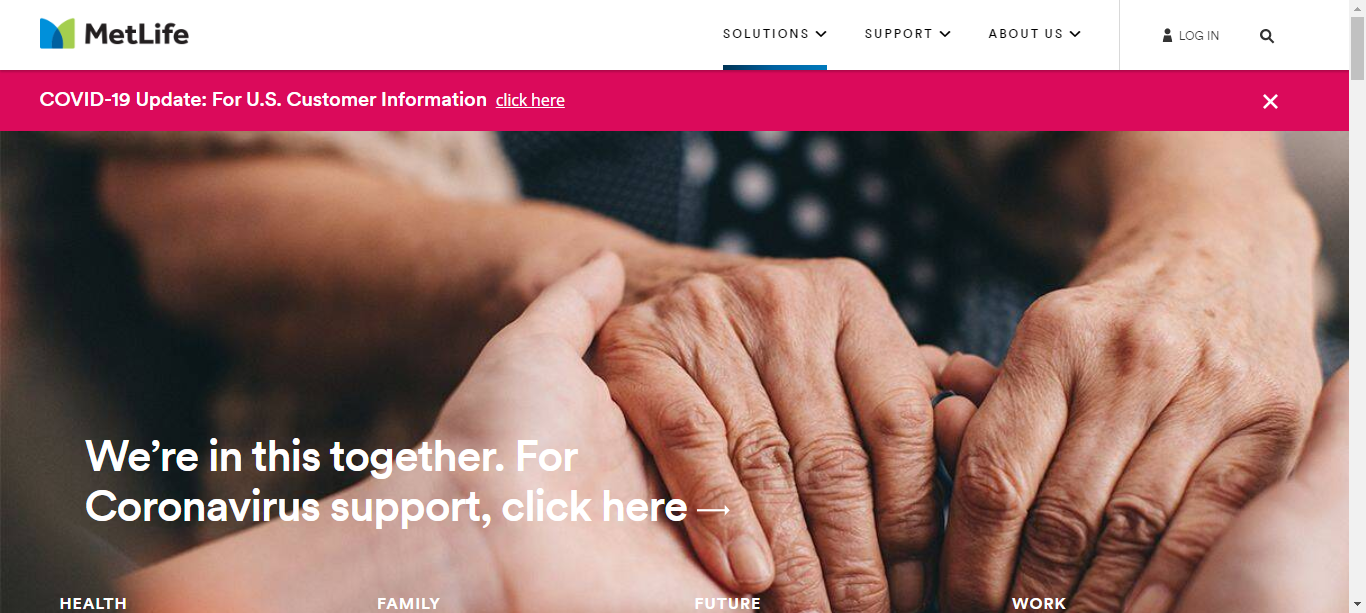 MetLife
SOLUTIONS
SUPPORT
ABOUT US
LOG IN
COVID-19 Update: For U.S. Customer Information click here
We’re in this together. For
Coronavirus support, click here →
HEALTH
FAMILY
FUTURE
WORK